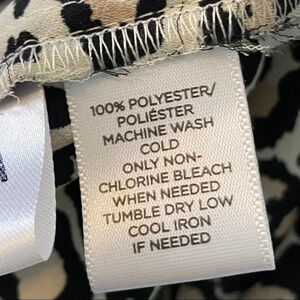 100% POLYESTER/
POLIÉSTER
MACHINE WASH
COLD
ONLY NON-
CHLORINE BLEACH
WHEN NEEDED
TUMBLE DRY LOW
COOL IRON
IF NEEDED